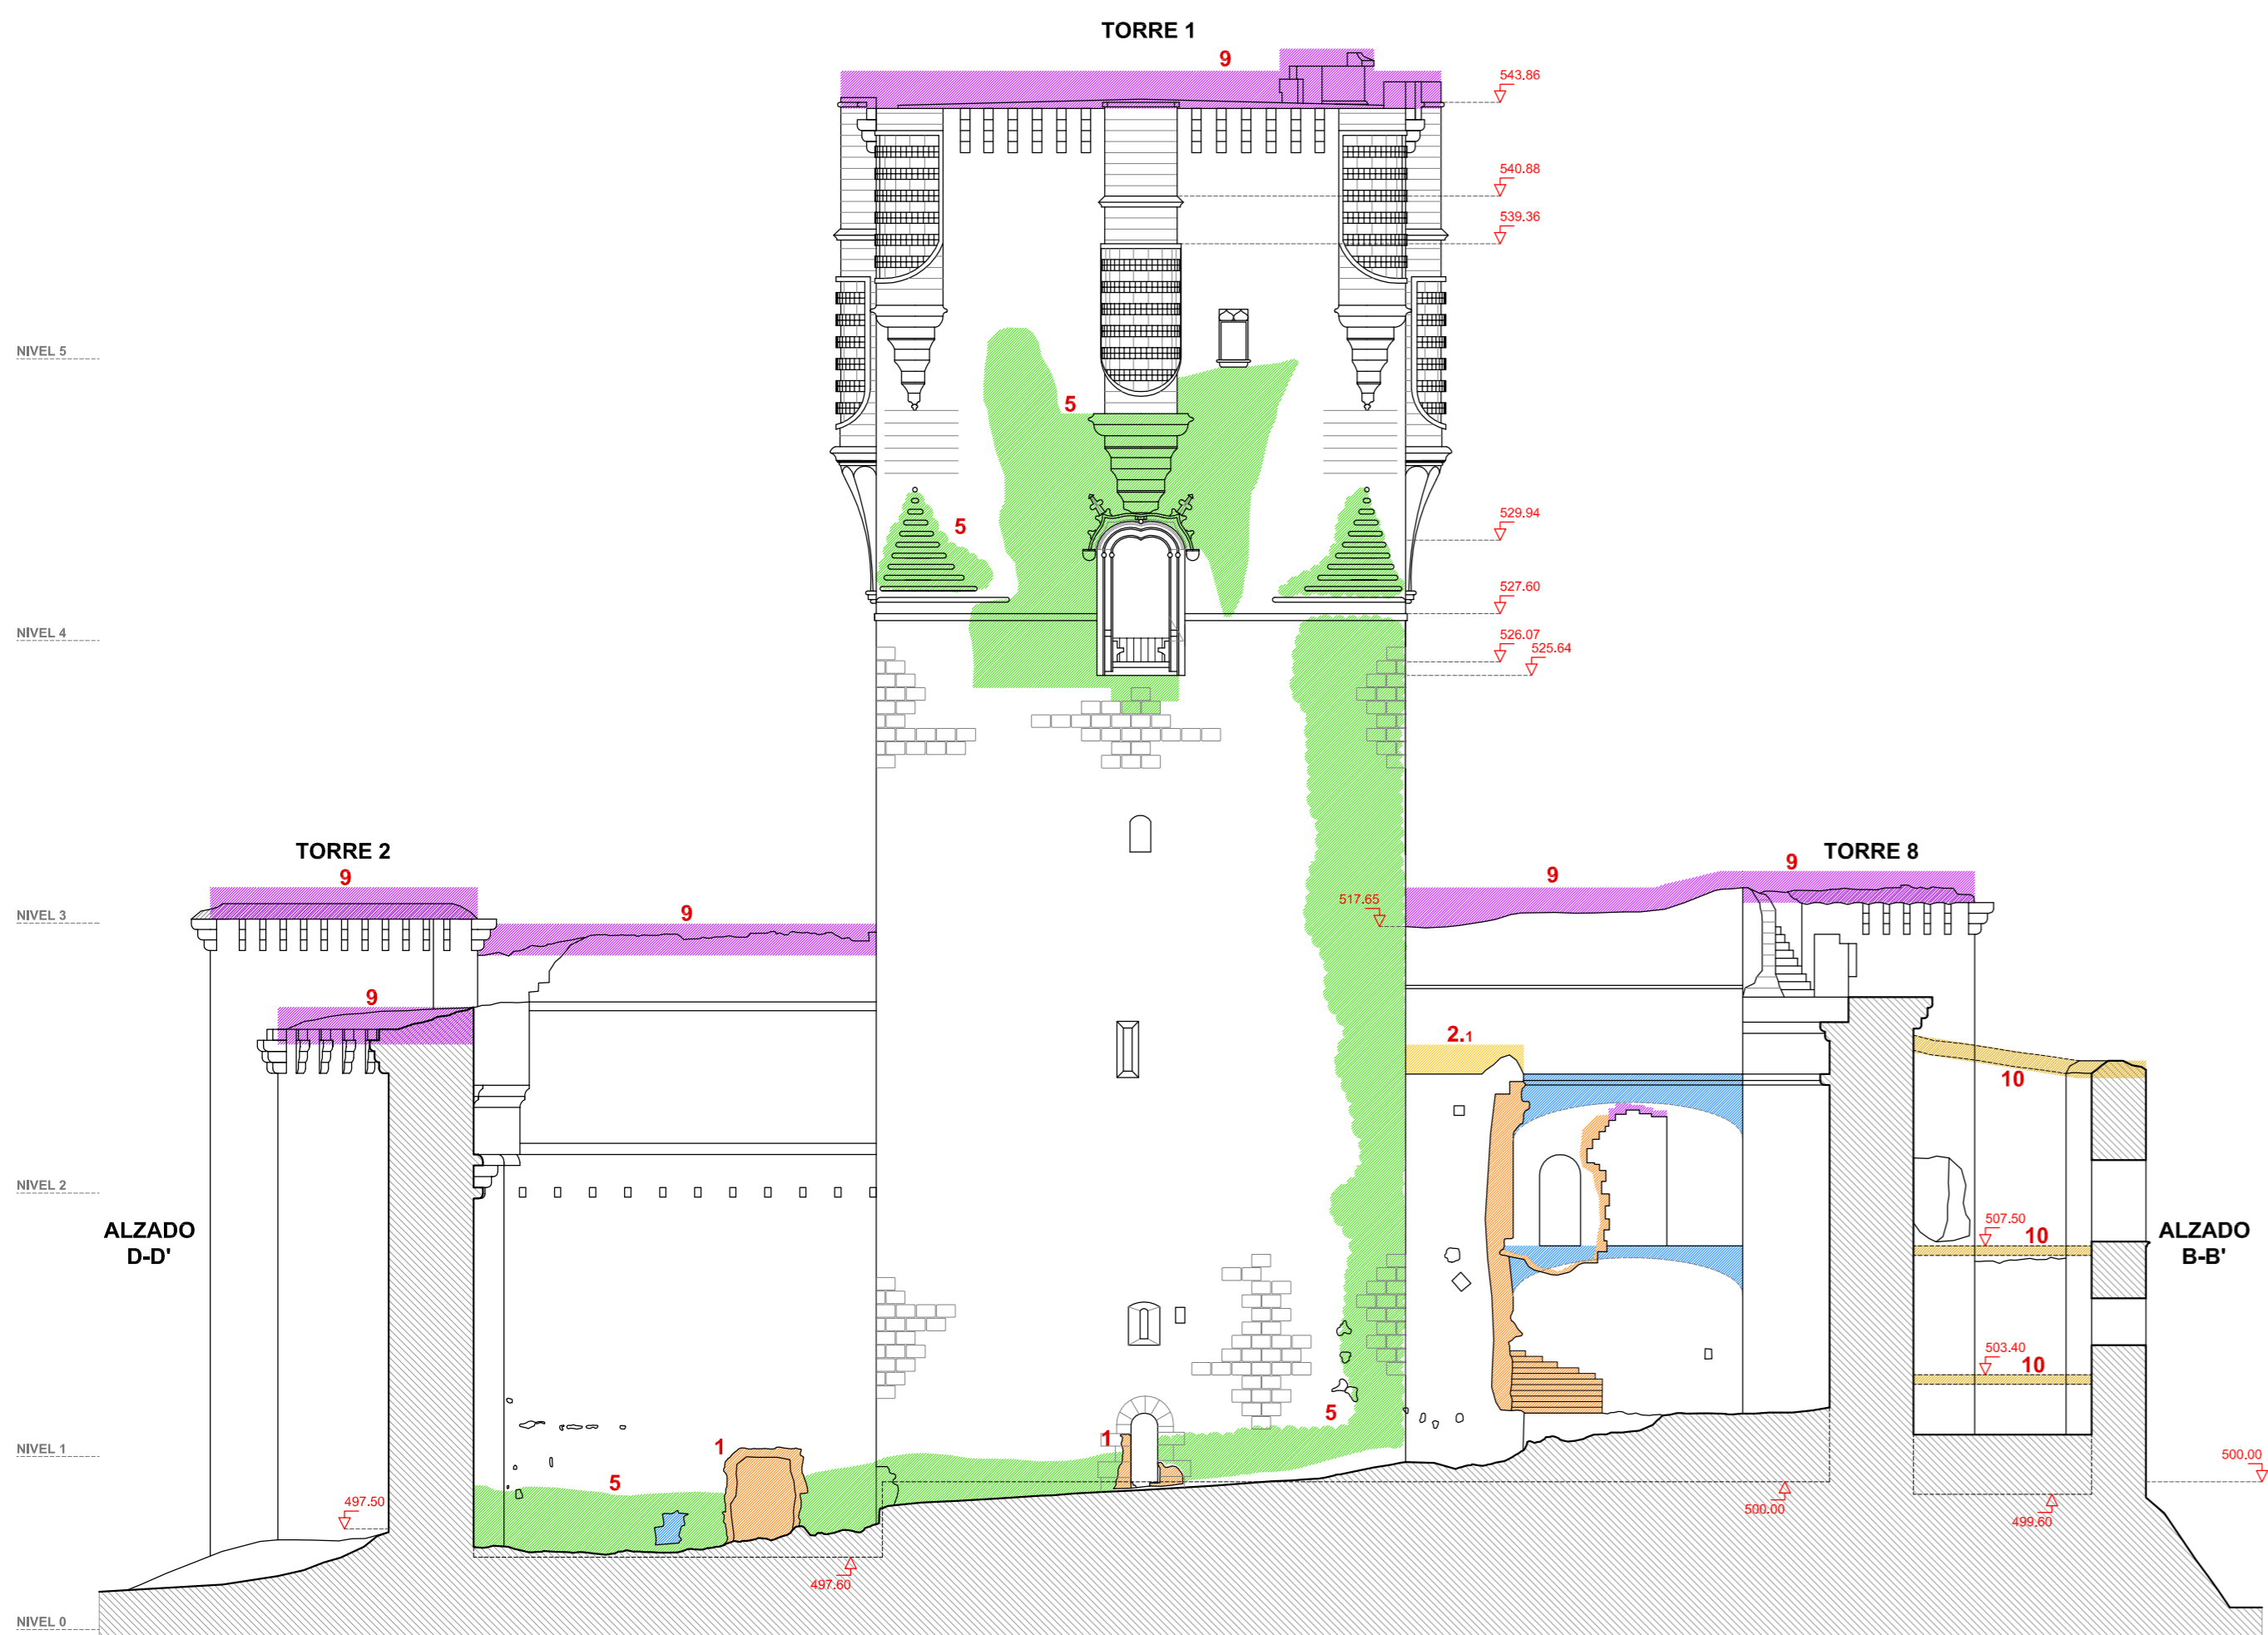 TORRE 1
9
543.86
540.88
539.36
NIVEL 5
5
5
529.94
527.60
NIVEL 4
526.07
525.64
TORRE 2
TORRE 8
9
9
9
9
517.65
NIVEL 3
9
2.1
10
NIVEL 2
ALZADO
D-D'
507.50
10
ALZADO
B-B'
503.40
10
5
1
1
NIVEL 1
5
500.00
497.50
500.00
499.60
497.60
NIVEL 0